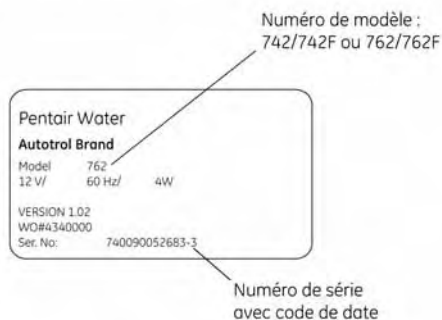 Numéro de modèle :
742/742F ou 762/762F
Pentair Water
Autotrol Brand
Model 762
12 V/ 60 Hz/ 4W
VERSION 1.02
WO#4340000
Ser. No: 740090052683-3
Numéro de série
avec code de date